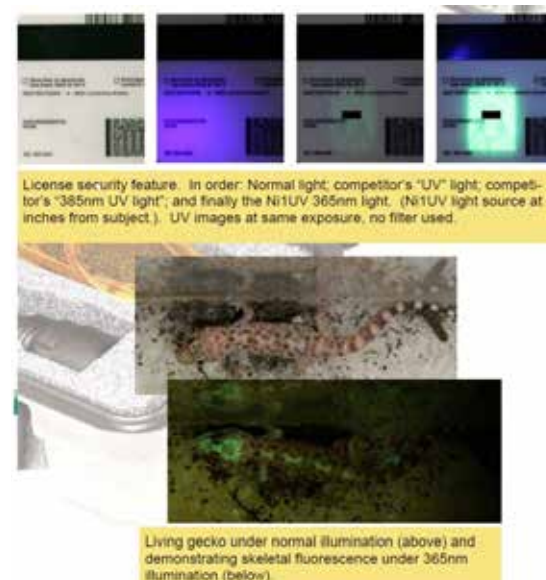 License security feature. In order: Normal light; competitor's "UV" light; competi-
tor's "385nm UV light"; and finally the Ni1UV 365nm light. (Ni1UV light source at
inches from subject.). UV images at same exposure, no filter used.
Living gecko under normal illumination (above) and
demonstrating skeletal fluorescence under 365nm
illumination (below).